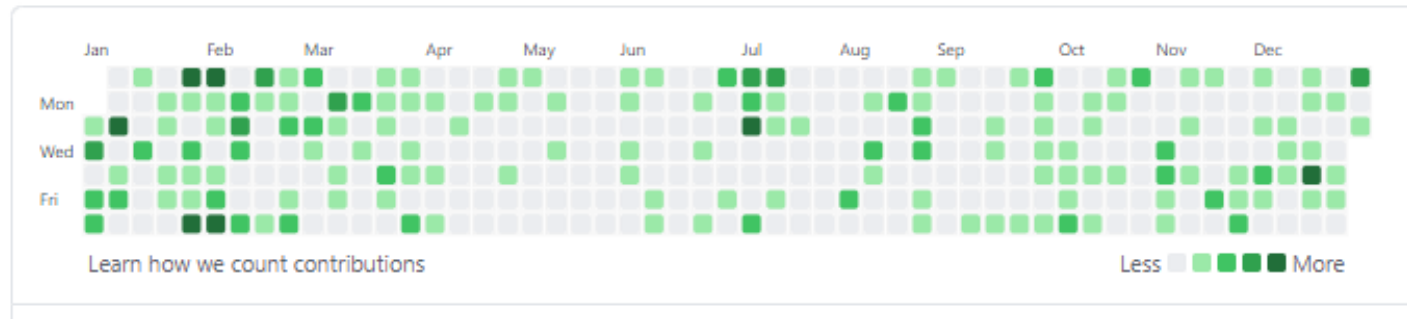 Jan Feb Mar Apr May Jun Jul Aug Sep Oct Nov Dec
Mon
Wed
Fri
Learn how we count contributions
Less More